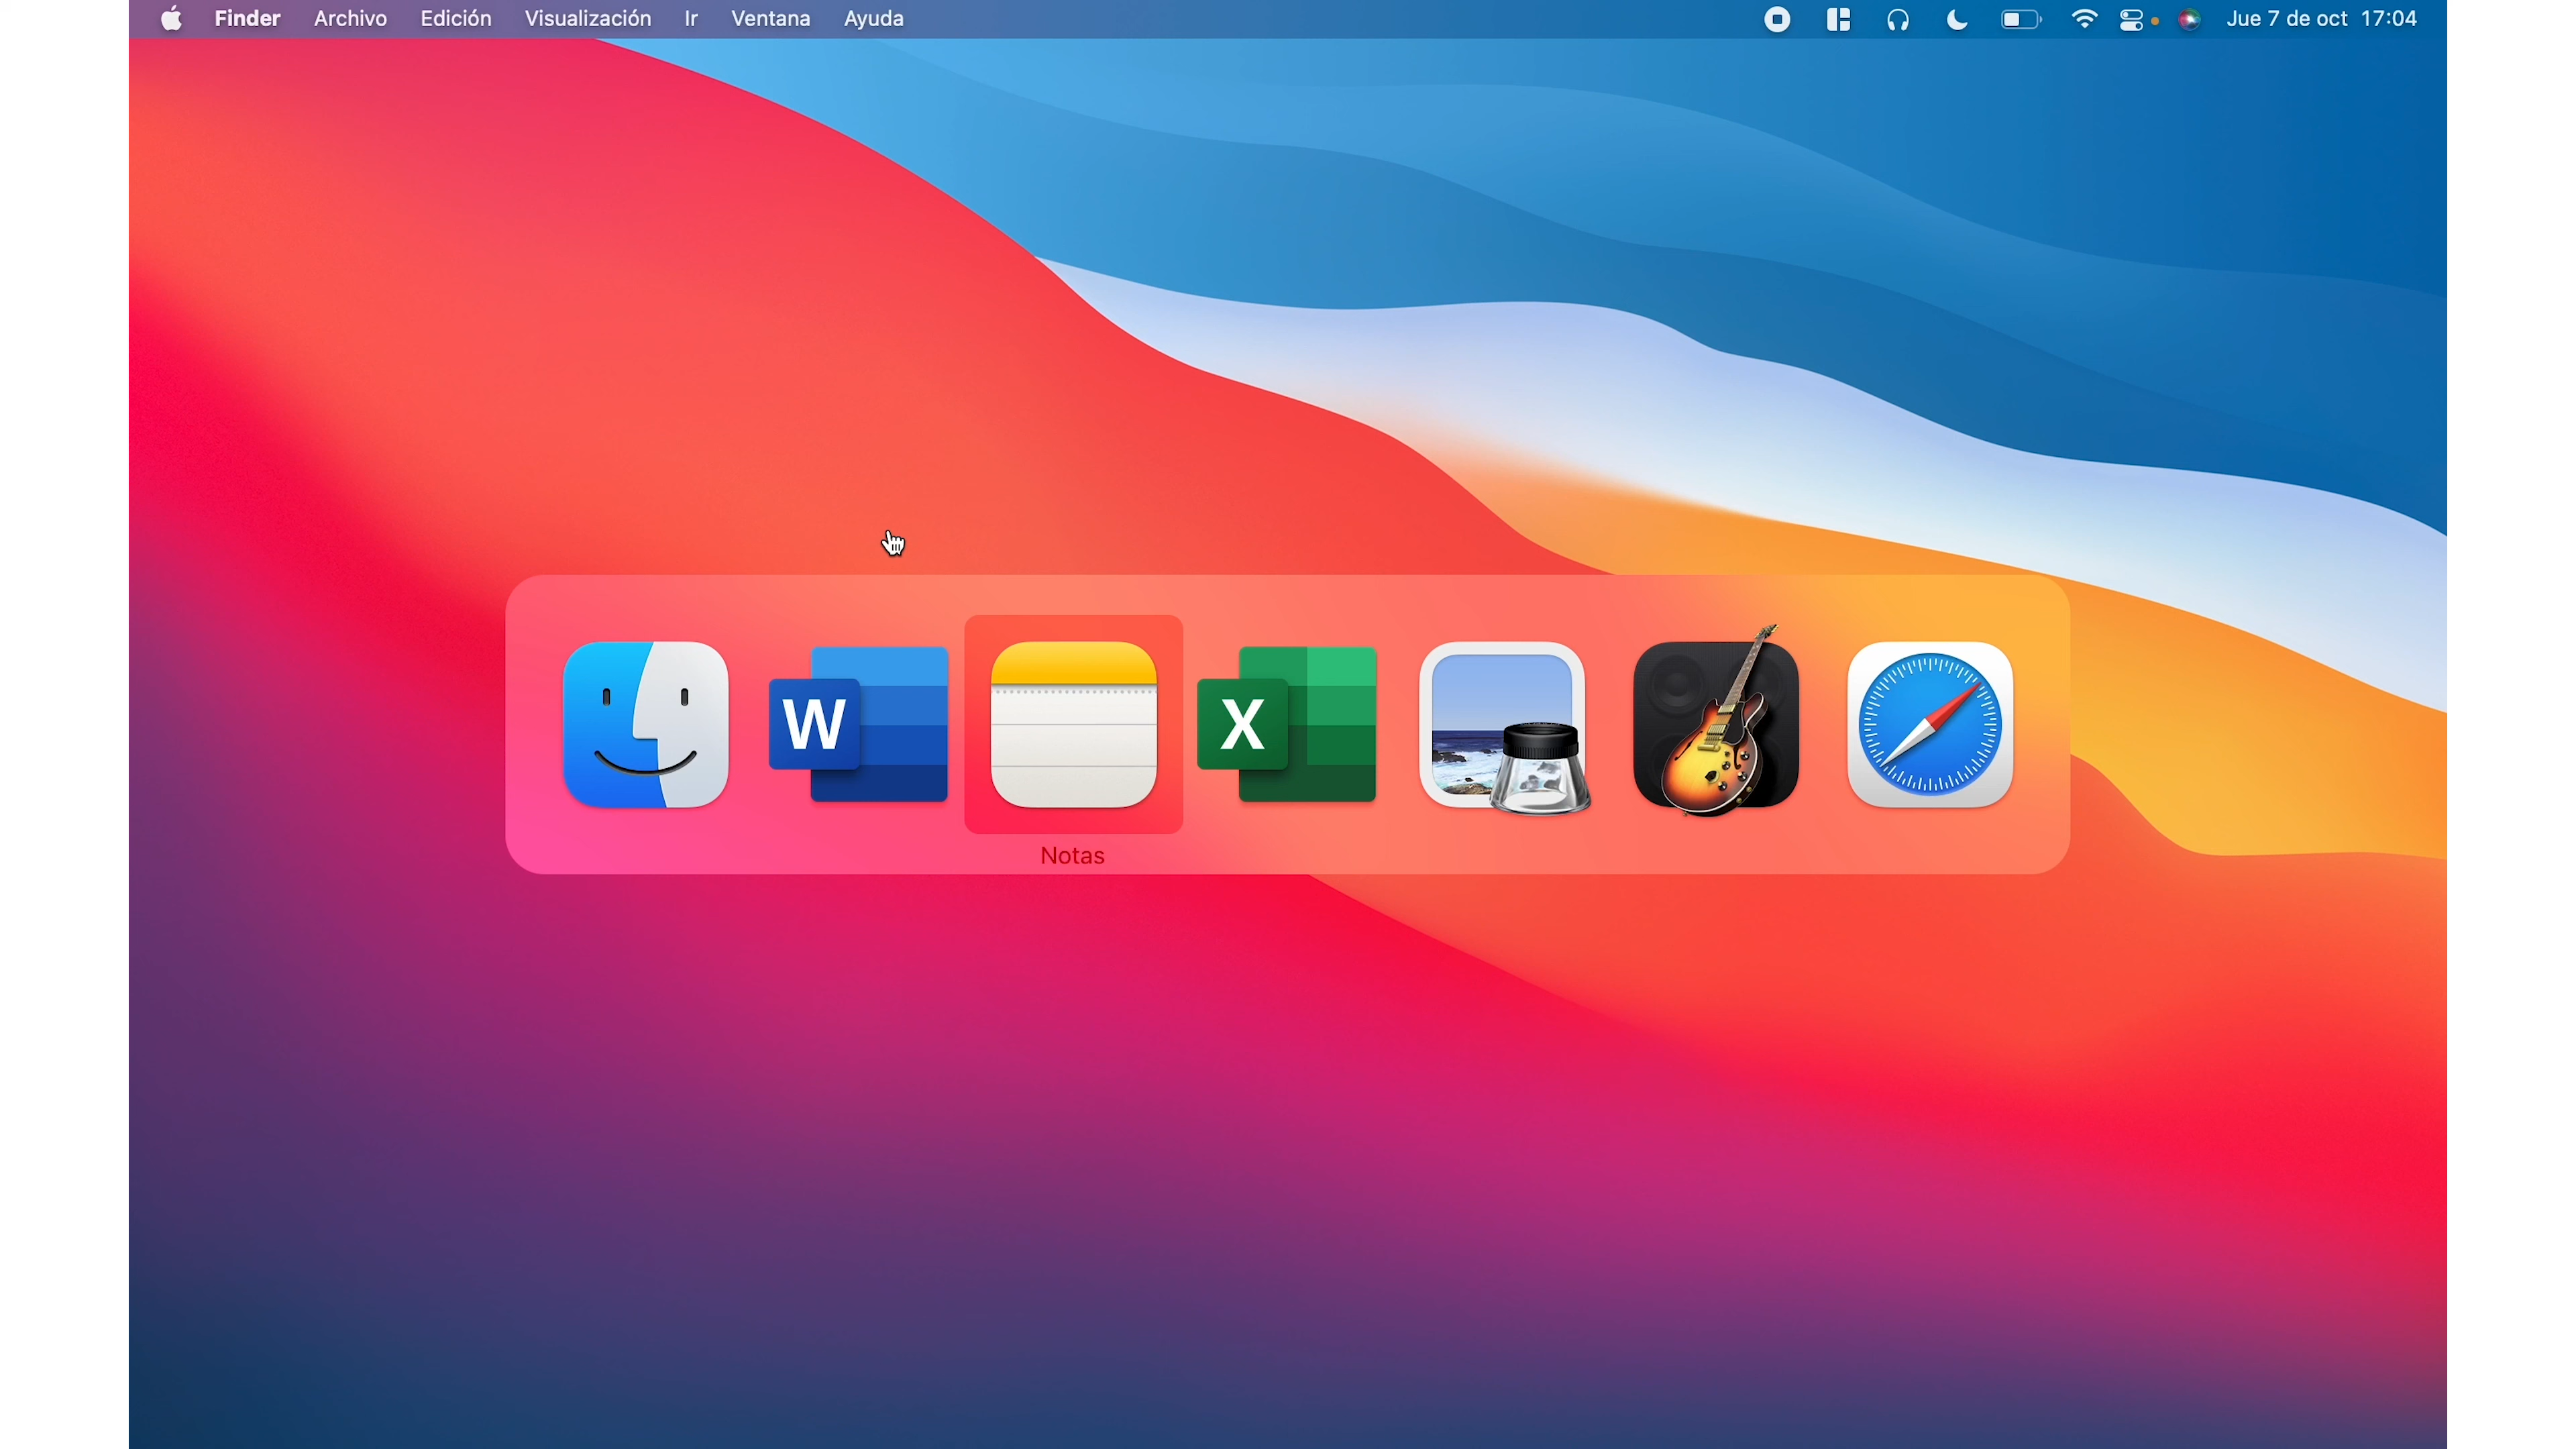 Finder Archivo Edición Visualización Ir Ventana Ayuda Jue 7 de oct 17:04
W X
Notas